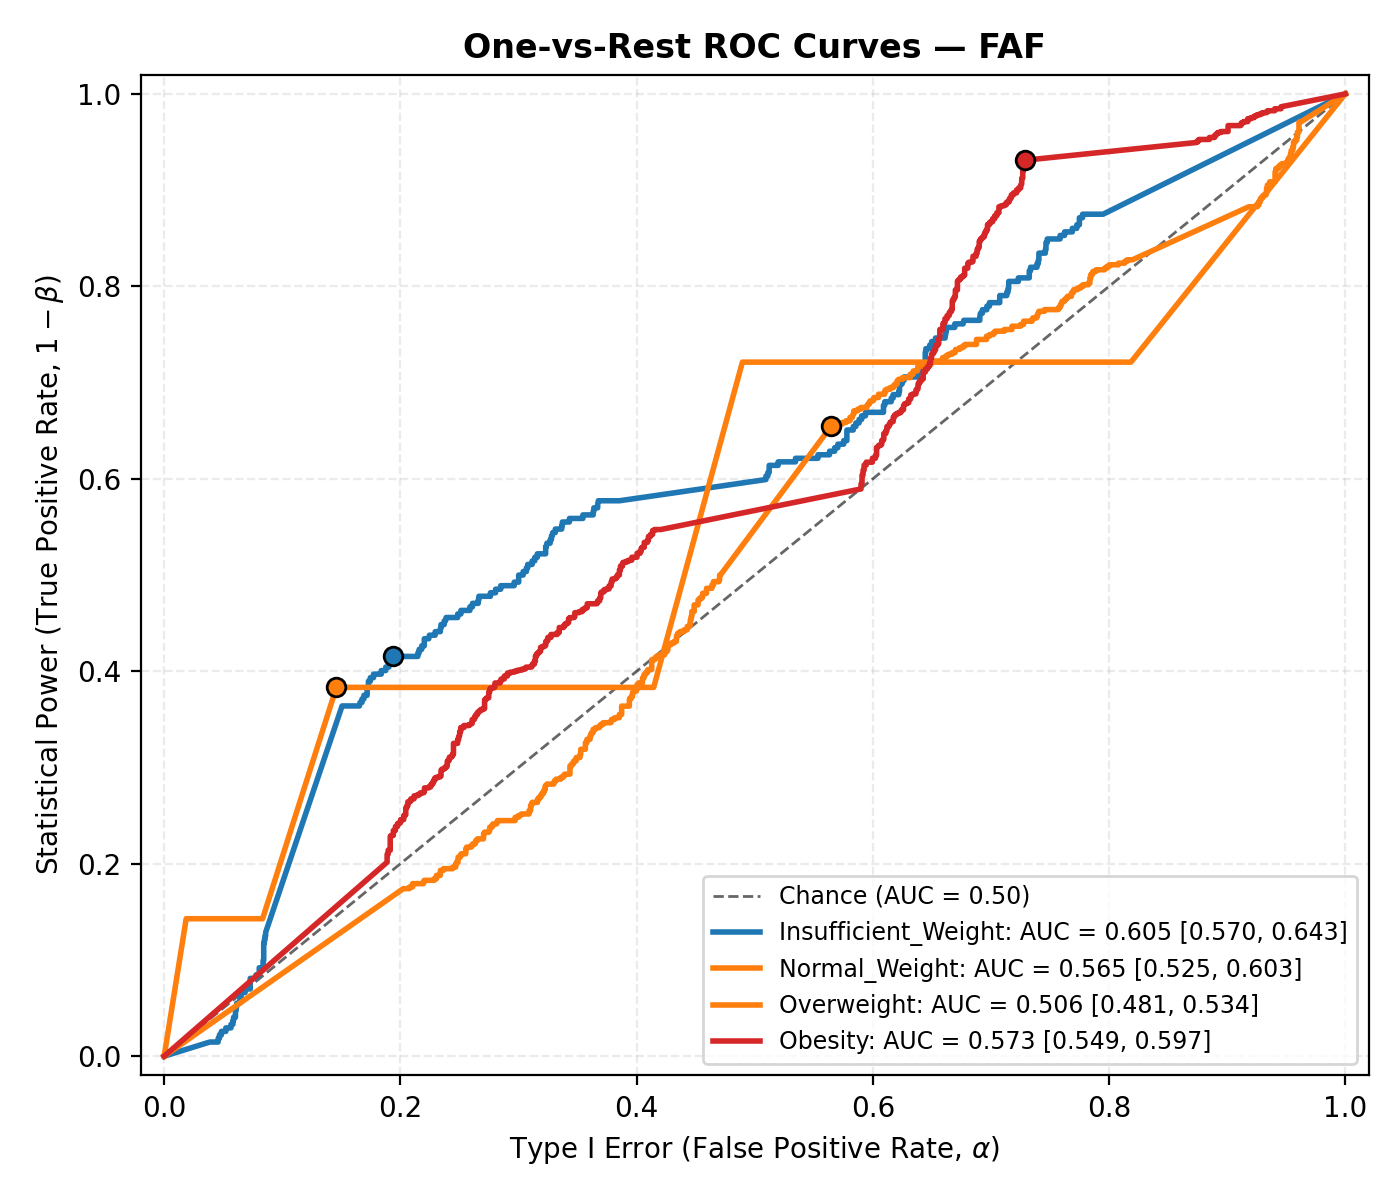 One-vs-Rest ROC Curves — FAF
Statistical Power (True Positive Rate, 1 − β)
1.0
0.8
0.6
0.4
0.2
0.0
Chance (AUC = 0.50)
Insufficient_Weight: AUC = 0.605 [0.570, 0.643]
Normal_Weight: AUC = 0.565 [0.525, 0.603]
Overweight: AUC = 0.506 [0.481, 0.534]
Obesity: AUC = 0.573 [0.549, 0.597]
0.0 0.2 0.4 0.6 0.8 1.0
Type I Error (False Positive Rate, α)